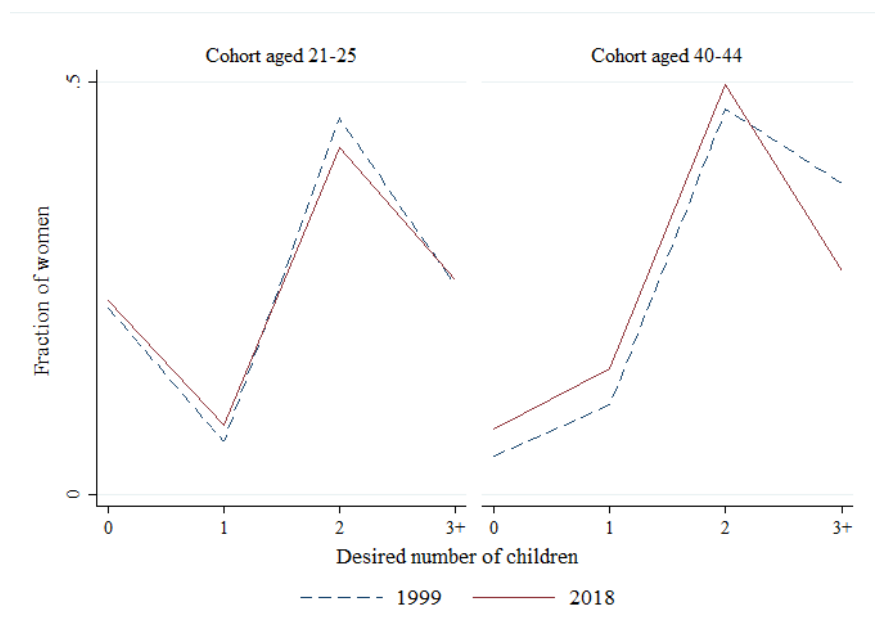 Cohort aged 21-25
Cohort aged 40-44
.5
Fraction of women
0
0 1 2 3+
0 1 2 3+
Desired number of children
1999 2018